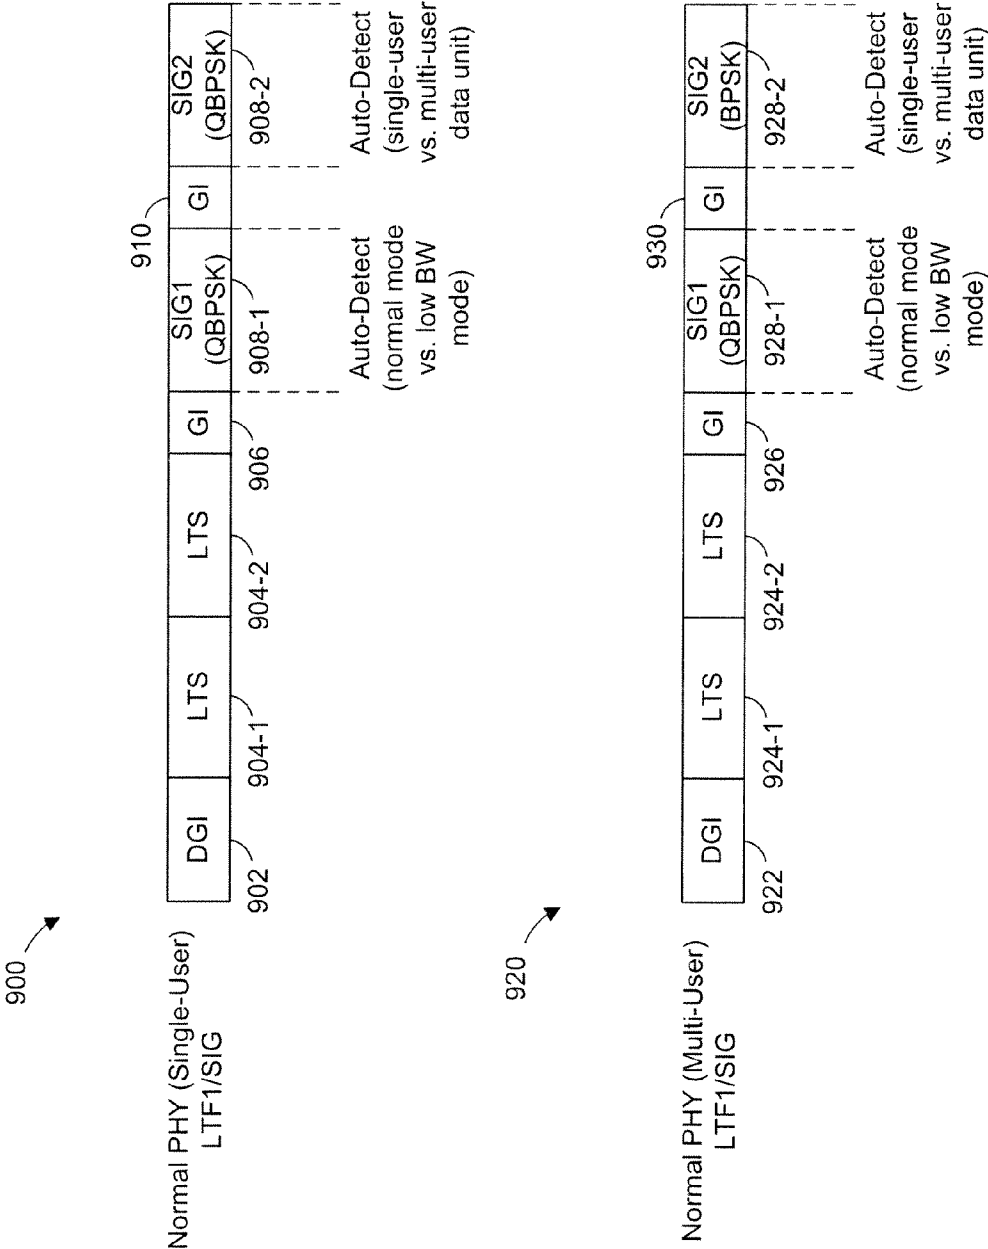 900
Normal PHY (Single-User)
LTF1/SIG
DGI
902
LTS
904-1
LTS
904-2
GI
906
SIG1
(QBPSK)
908-1
910
GI
SIG2
(QBPSK)
908-2
Auto-Detect
(normal mode
vs. low BW
mode)
Auto-Detect
(single-user
vs. multi-user
data unit)
920
Normal PHY (Multi-User)
LTF1/SIG
DGI
922
LTS
924-1
LTS
924-2
GI
926
SIG1
(QBPSK)
928-1
930
GI
SIG2
(BPSK)
928-2
Auto-Detect
(normal mode
vs. low BW
mode)
Auto-Detect
(single-user
vs. multi-user
data unit)